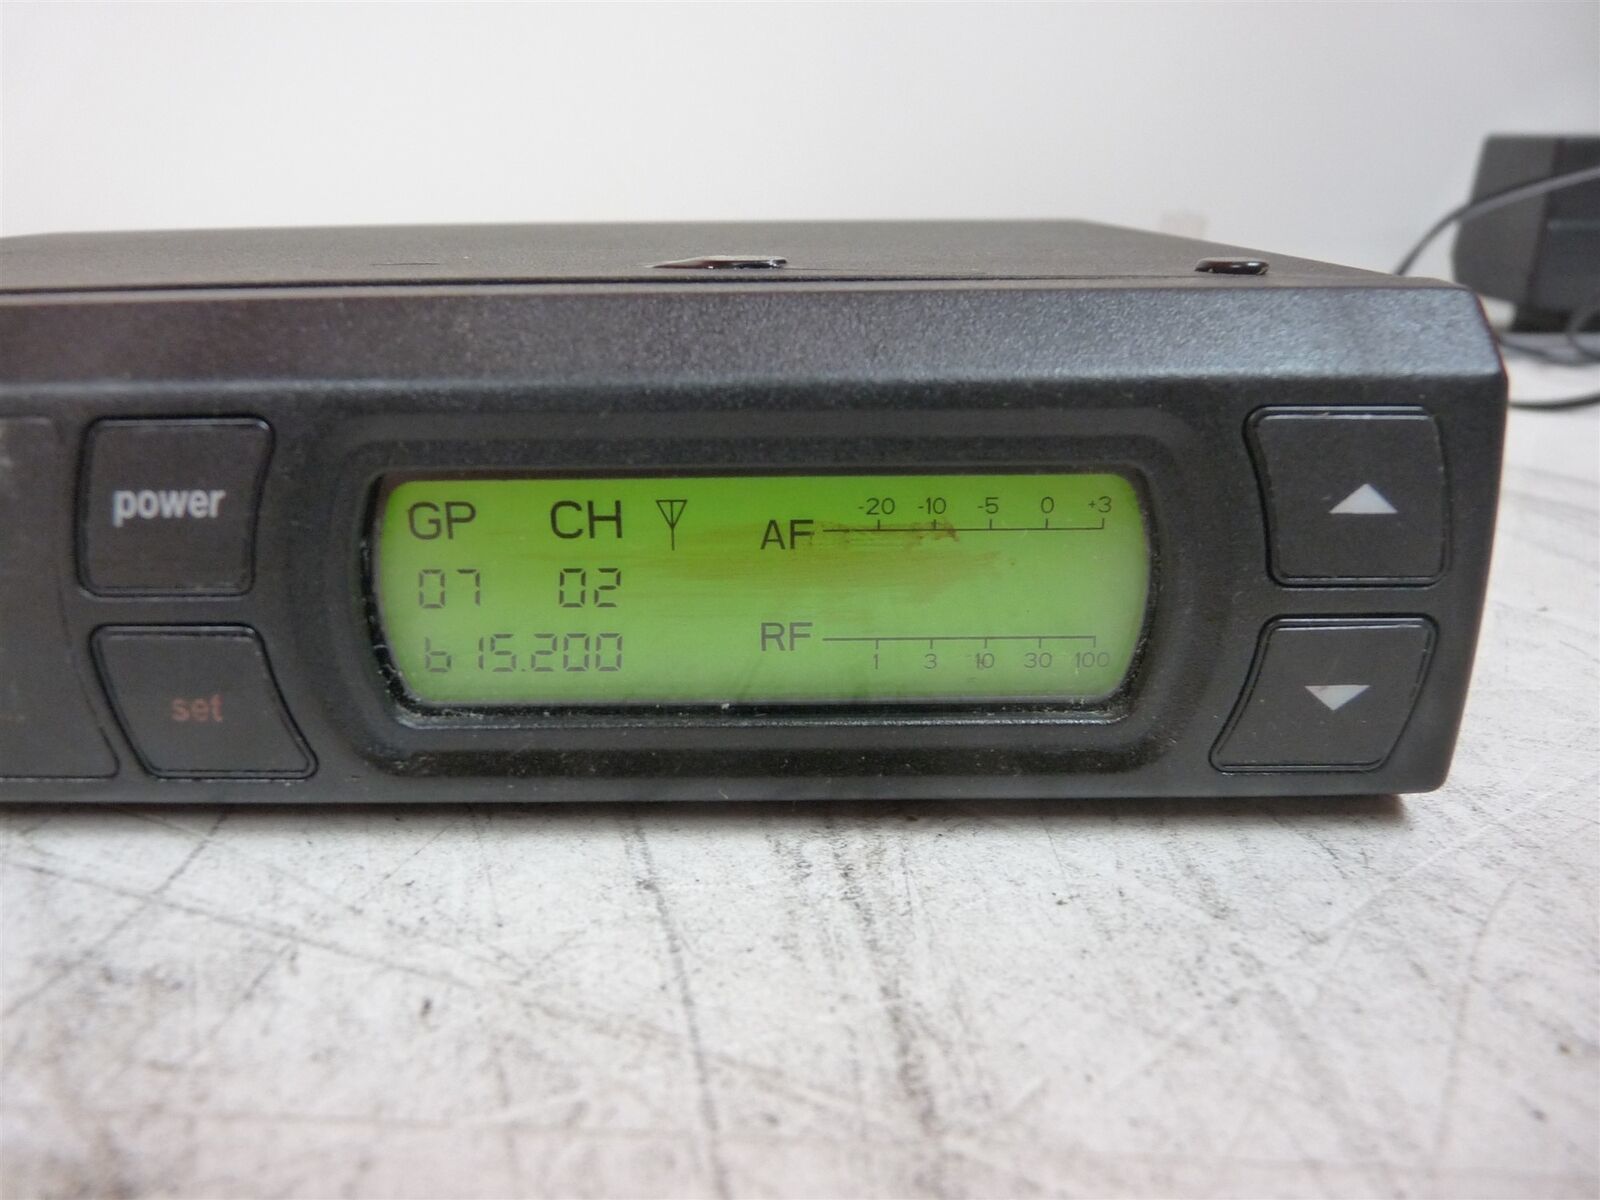 power
set
GP CH
07 02
615.200
AF -20 -10 -5 0 +3
RF 1 3 10 30 100